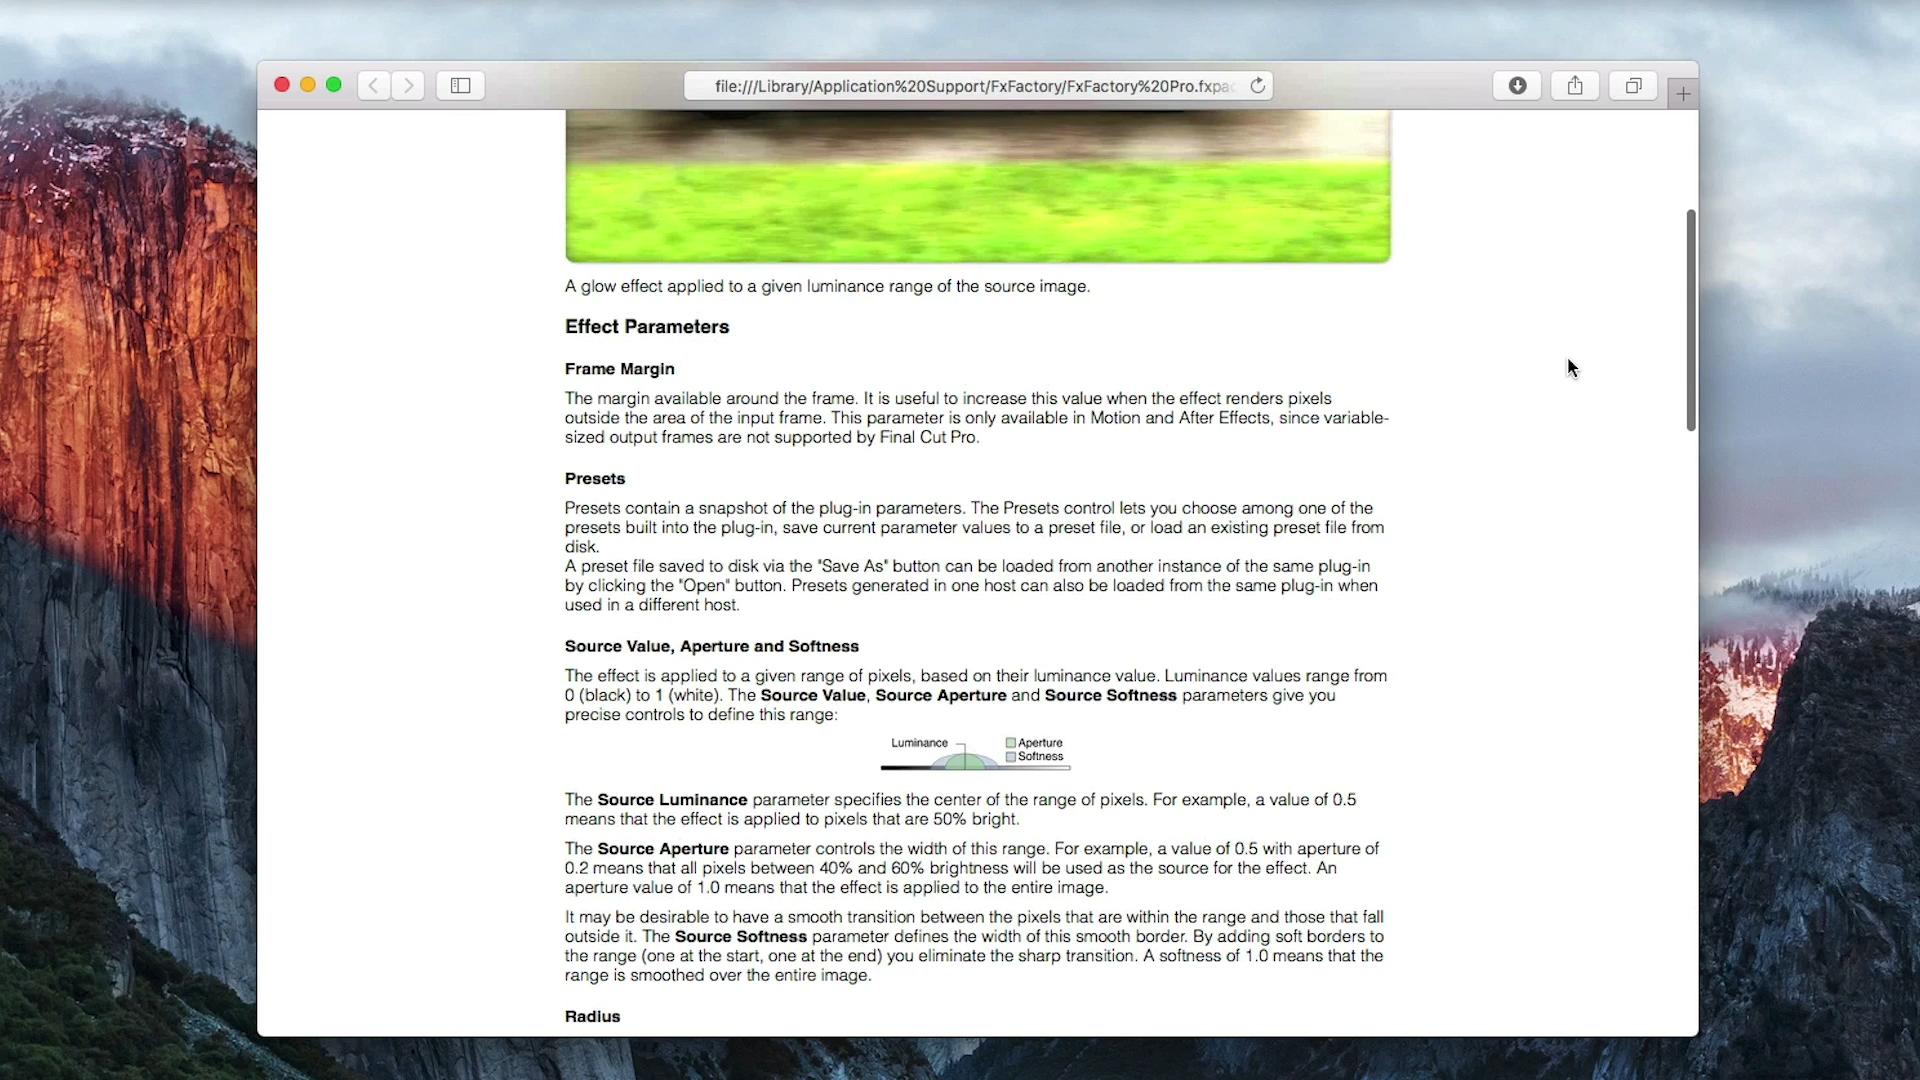 file:///Library/Application%20Support/FxFactory/FxFactory%20Pro.fxpac
A glow effect applied to a given luminance range of the source image.
Effect Parameters
Frame Margin
The margin available around the frame. It is useful to increase this value when the effect renders pixels
outside the area of the input frame. This parameter is only available in Motion and After Effects, since variable-
sized output frames are not supported by Final Cut Pro.
Presets
Presets contain a snapshot of the plug-in parameters. The Presets control lets you choose among one of the
presets built into the plug-in, save current parameter values to a preset file, or load an existing preset file from
disk.
A preset file saved to disk via the "Save As" button can be loaded from another instance of the same plug-in
by clicking the "Open" button. Presets generated in one host can also be loaded from the same plug-in when
used in a different host.
Source Value, Aperture and Softness
The effect is applied to a given range of pixels, based on their luminance value. Luminance values range from
0 (black) to 1 (white). The Source Value, Source Aperture and Source Softness parameters give you
precise controls to define this range:
Luminance
Aperture
Softness
The Source Luminance parameter specifies the center of the range of pixels. For example, a value of 0.5
means that the effect is applied to pixels that are 50% bright.
The Source Aperture parameter controls the width of this range. For example, a value of 0.5 with aperture of
0.2 means that all pixels between 40% and 60% brightness will be used as the source for the effect. An
aperture value of 1.0 means that the effect is applied to the entire image.
It may be desirable to have a smooth transition between the pixels that are within the range and those that fall
outside it. The Source Softness parameter defines the width of this smooth border. By adding soft borders to
the range (one at the start, one at the end) you eliminate the sharp transition. A softness of 1.0 means that the
range is smoothed over the entire image.
Radius